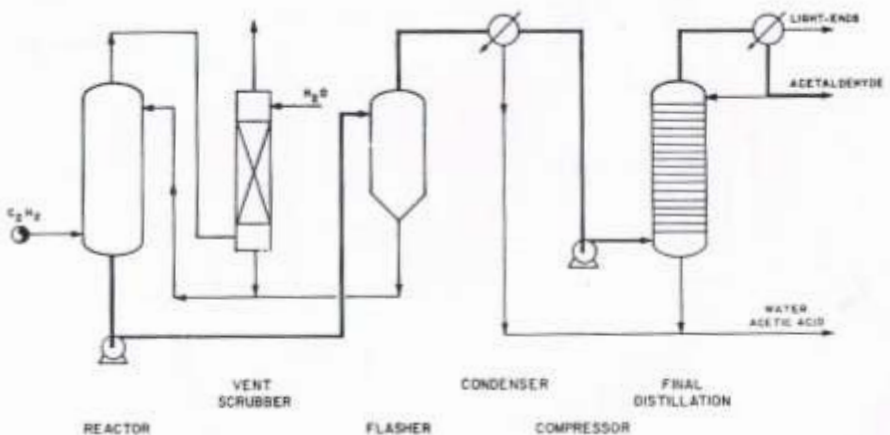 LIGHT-ENDS
ACETALDEHYDE
H2O
C2H2
WATER
ACETIC ACID
VENT
SCRUBBER
CONDENSER
FINAL
DISTILLATION
REACTOR
FLASHER
COMPRESSOR